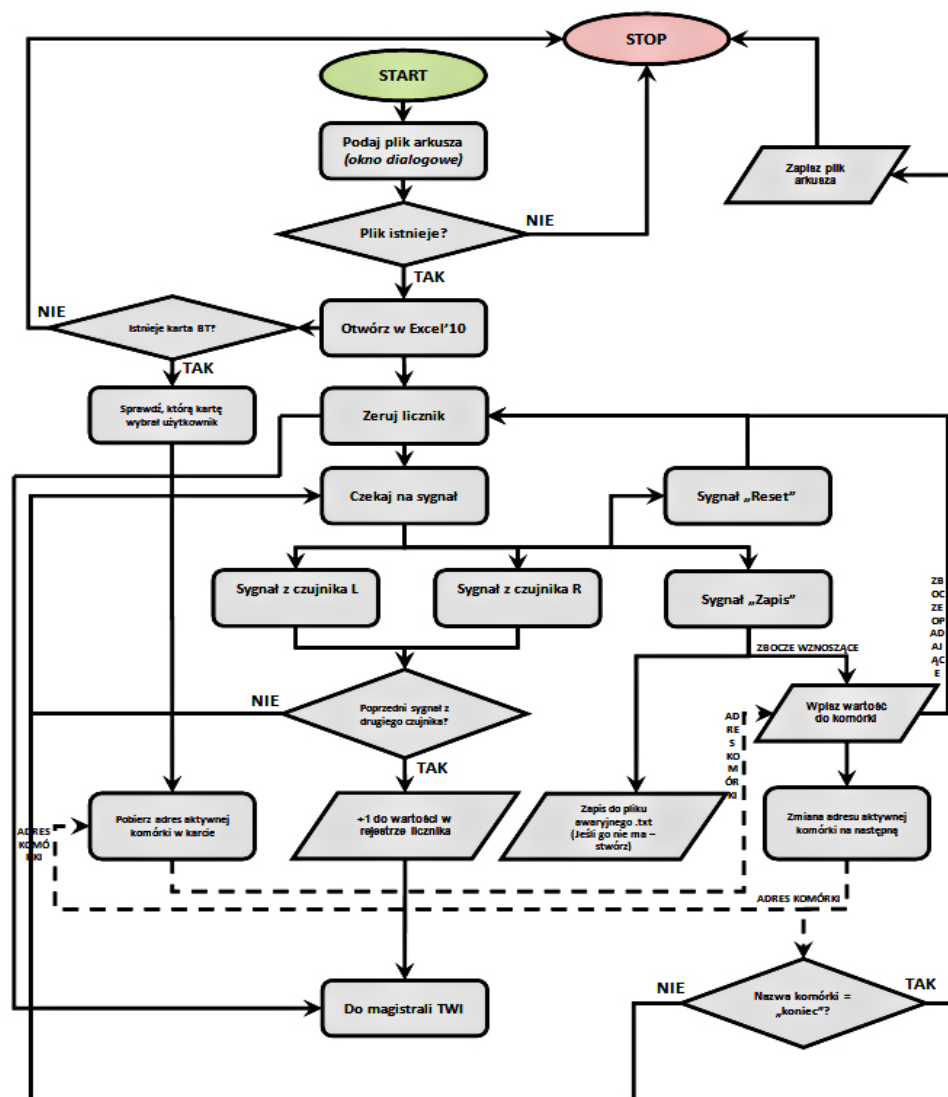 STOP
START
Podaj plik arkusza
(okno dialogowe)
Zapisz plik
arkusza
NIE
Plik istnieje?
TAK
NIE
Istnieje karta BT?
Otwórz w Excel'10
TAK
Sprawdź, którą kartę
wybrał użytkownik
Zeruj licznik
Czekaj na sygnał
Sygnał „Reset”
Sygnał z czujnika L
Sygnał z czujnika R
Sygnał „Zapis”
ZB
OC
ZE
OP
AD
AJ
ĄC
E
ZBOCZE WZNOSZĄCE
NIE
Poprzedni sygnał z
drugiego czujnika?
AD
RE
S
KO
M
ÓR
KI
Wpisz wartość
do komórki
TAK
Pobierz adres aktywnej
komórki w karcie
+1 do wartości w
rejestrze licznika
Zapis do pliku
awaryjnego .txt
(Jeśli go nie ma –
stwórz)
Zmiana adresu aktywnej
komórki na następną
ADRES
KOMÓ
RKI
ADRES KOMÓRKI
Do magistrali TWI
NIE
Nazwa komórki =
„koniec”?
TAK